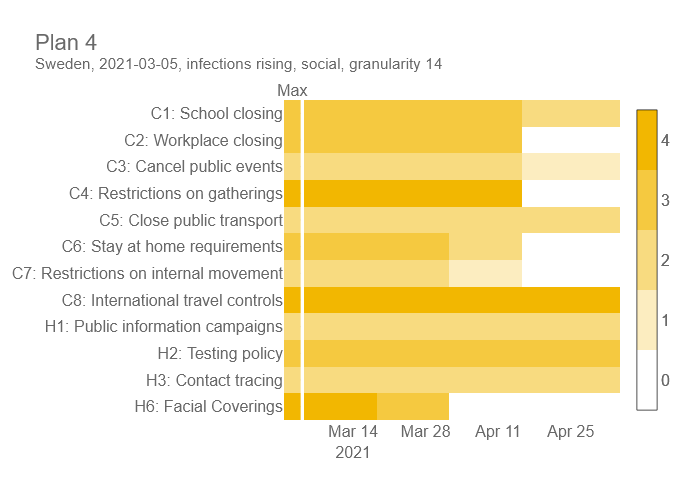 Plan 4
Sweden, 2021-03-05, infections rising, social, granularity 14
Max
C1: School closing
C2: Workplace closing
C3: Cancel public events
C4: Restrictions on gatherings
C5: Close public transport
C6: Stay at home requirements
C7: Restrictions on internal movement
C8: International travel controls
H1: Public information campaigns
H2: Testing policy
H3: Contact tracing
H6: Facial Coverings
Mar 14 Mar 28 Apr 11 Apr 25
2021
4
3
2
1
0